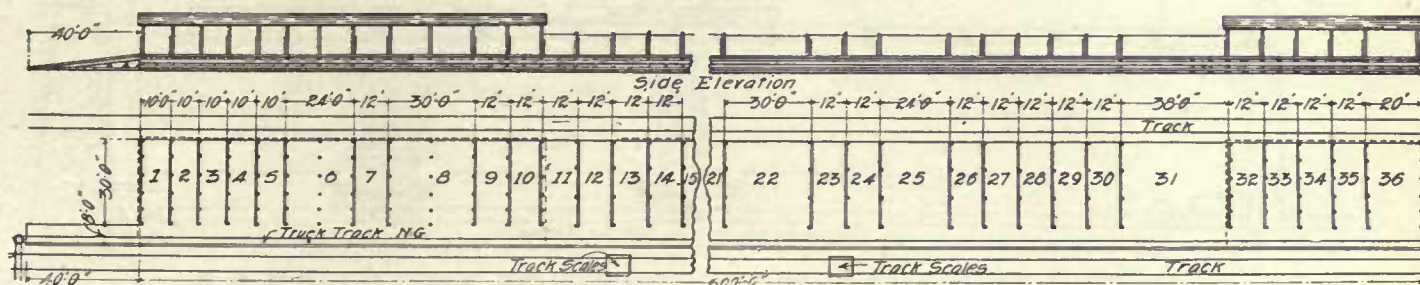 40'0"
Side Elevation
10'0" 10' 10' 10' 10' 24'0" 12' 30'0" 12' 12' 12' 12' 12' 12' 30'0" 12' 12' 24'0" 12' 12' 12' 12' 12' 38'0" 12' 12' 12' 12' 20'
Track
30'0"
1 2 3 4 5 6 7 8 9 10 11 12 13 14 15 21 22 23 24 25 26 27 28 29 30 31 32 33 34 35 36
8'0"
Truck Track N.G.
Track Scales
Track Scales
Track
40'0"